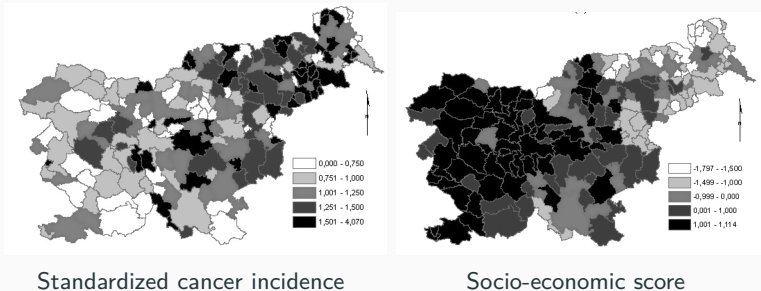 0,000 - 0,750
0,751 - 1,000
1,001 - 1,250
1,251 - 1,500
1,501 - 4,070
-1,797 - -1,500
-1,499 - -1,000
-0,999 - 0,000
0,001 - 1,000
1,001 - 1,114
Standardized cancer incidence
Socio-economic score